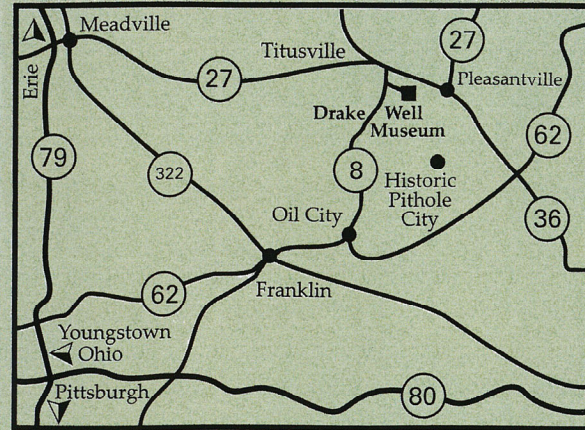 Meadville
27
Titusville
Pleasantville
Erie
27
Drake Well
Museum
62
79
322
8
Historic
Pithole
City
36
Oil City
62
Franklin
Youngstown
Ohio
Pittsburgh
80